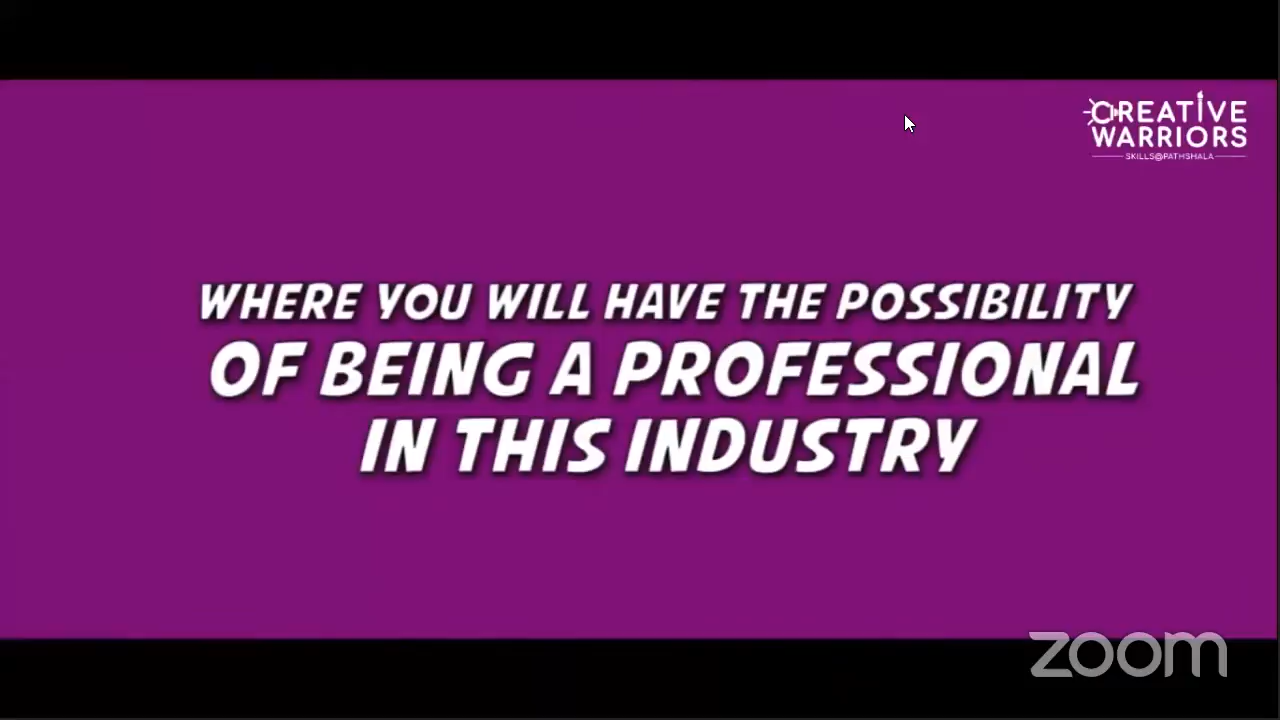 CREATIVE
WARRIORS
SKILLS@PATHSHALA
WHERE YOU WILL HAVE THE POSSIBILITY
OF BEING A PROFESSIONAL
IN THIS INDUSTRY
zoom